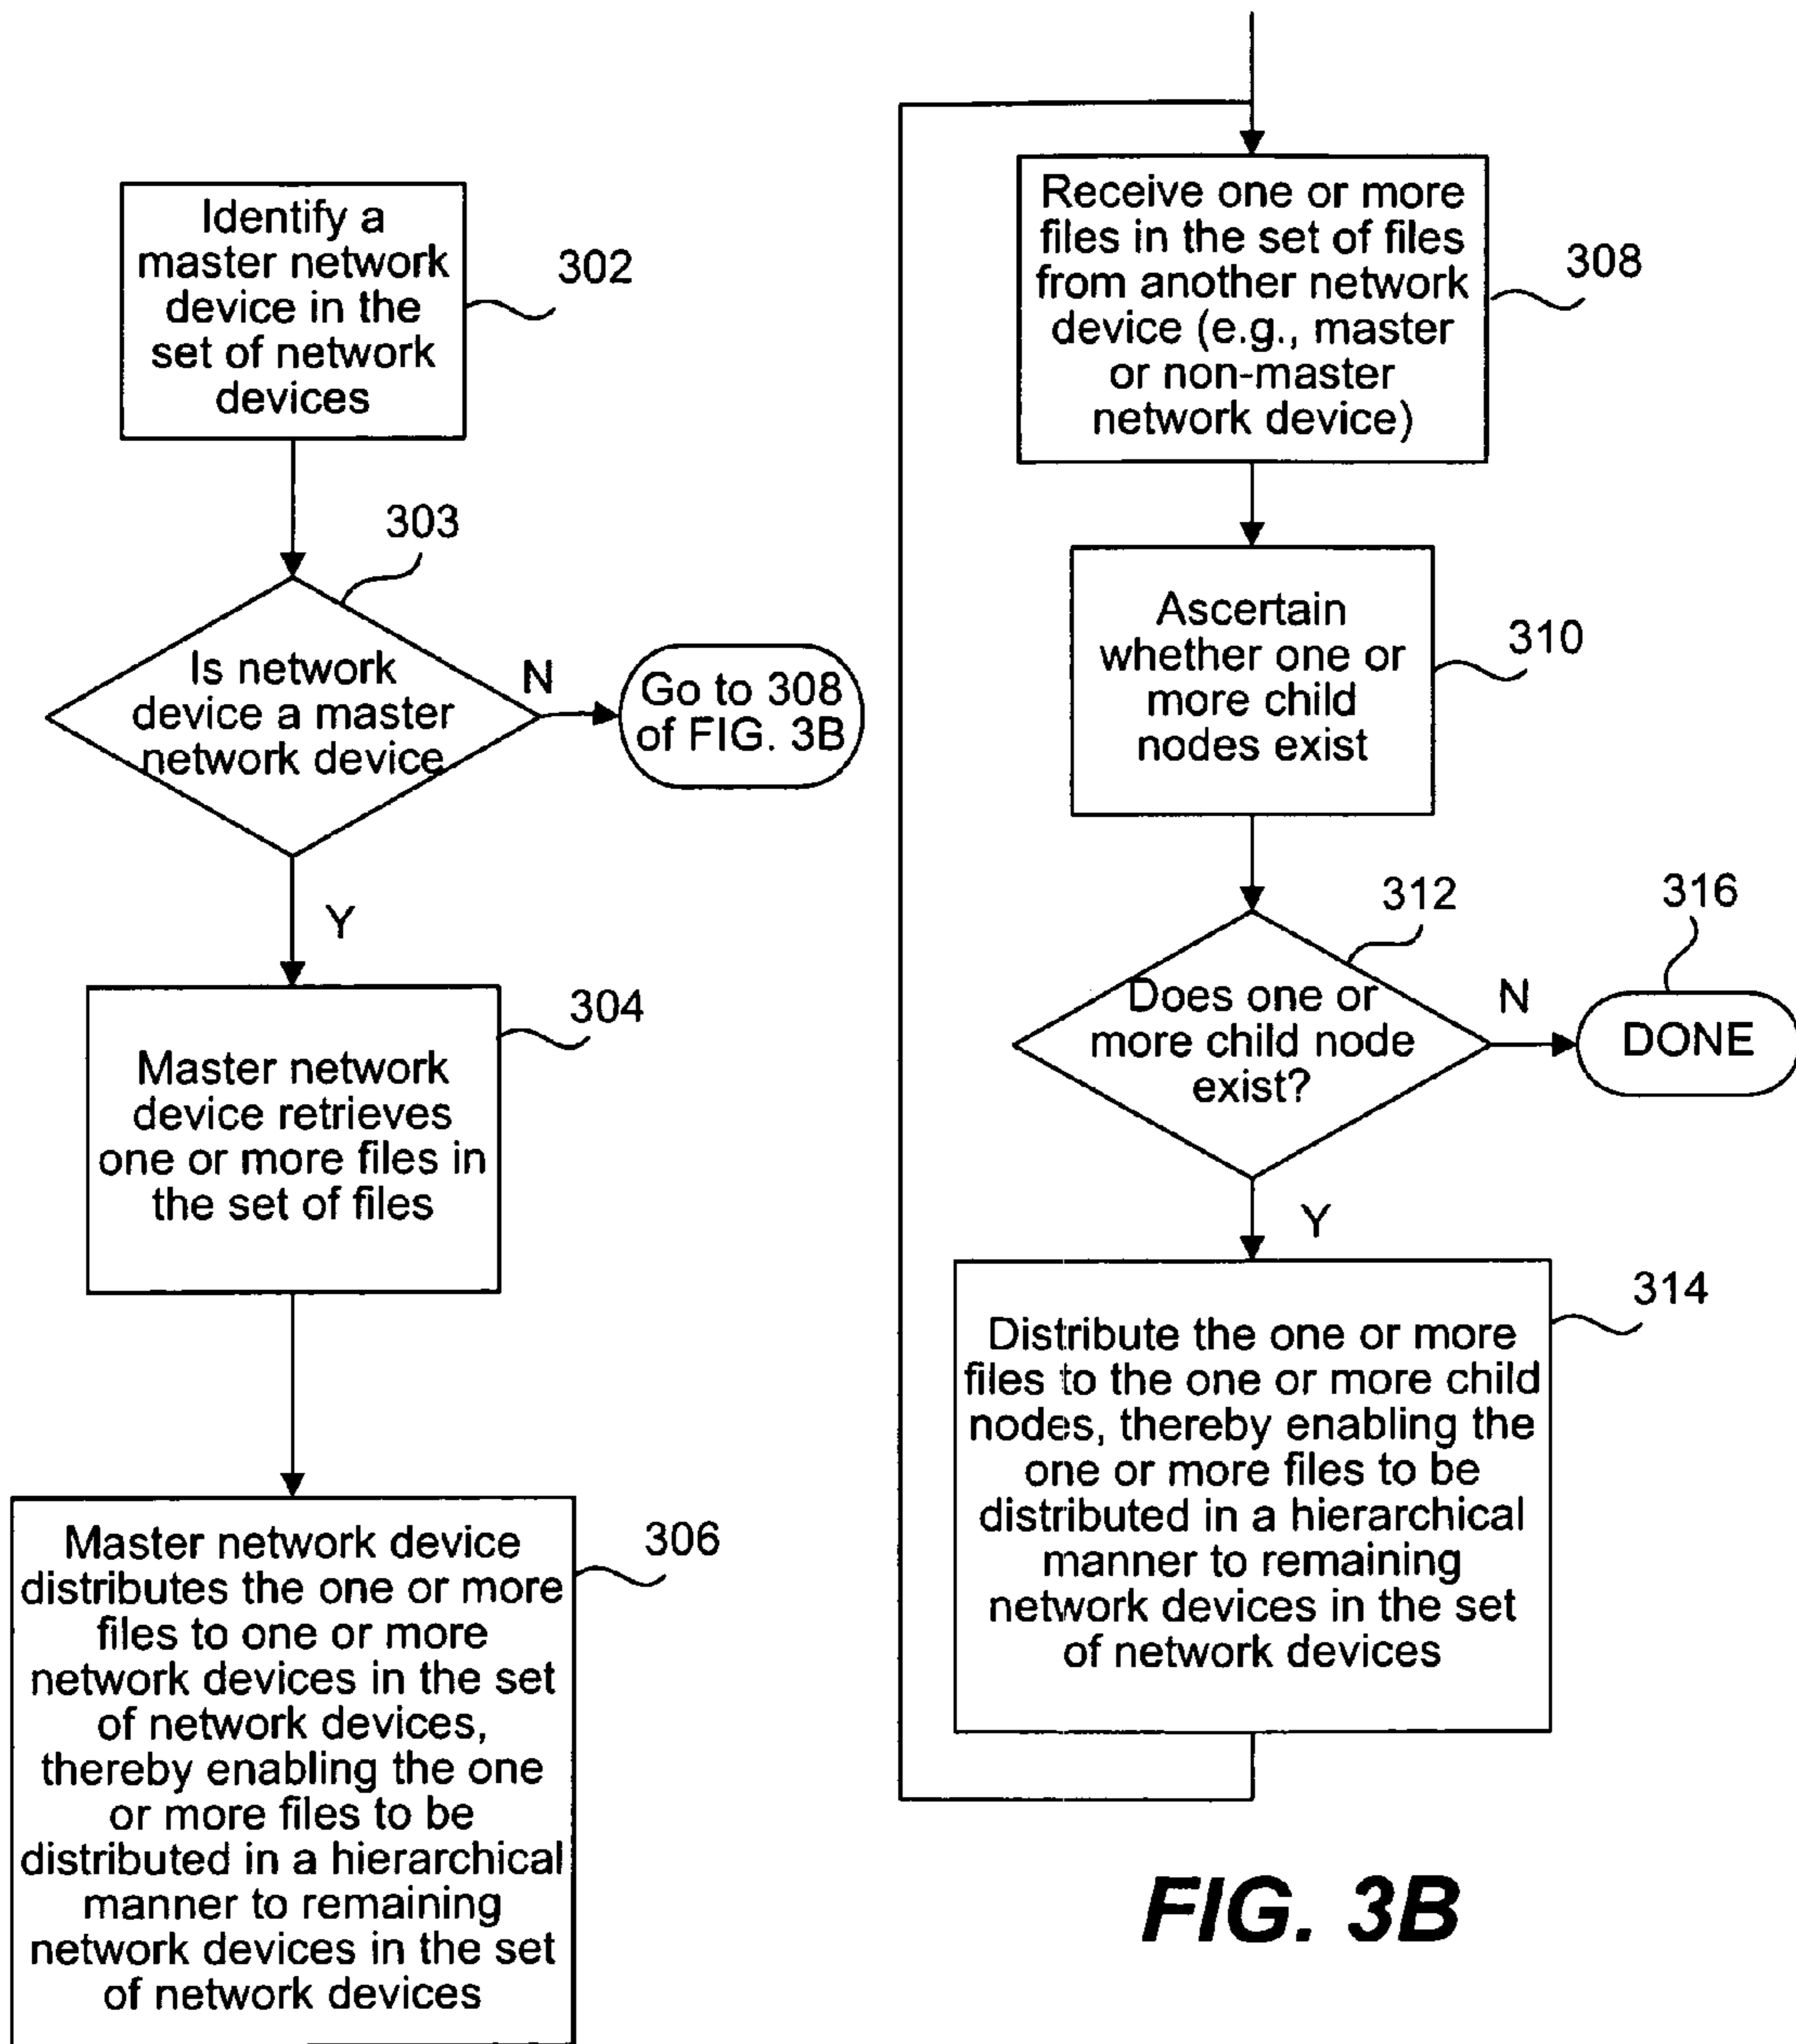 Identify a
master network
device in the
set of network
devices
302
303
Is network
device a master
network device
N
Go to 308
of FIG. 3B
Y
304
Master network
device retrieves
one or more files in
the set of files
Master network device
distributes the one or more
files to one or more
network devices in the set
of network devices,
thereby enabling the one
or more files to be
distributed in a hierarchical
manner to remaining
network devices in the set
of network devices
306
Receive one or more
files in the set of files
from another network
device (e.g., master
or non-master
network device)
308
Ascertain
whether one or
more child
nodes exist
310
312
316
Does one or
more child node
exist?
N
DONE
Y
314
Distribute the one or more
files to the one or more child
nodes, thereby enabling the
one or more files to be
distributed in a hierarchical
manner to remaining
network devices in the set
of network devices
FIG. 3B